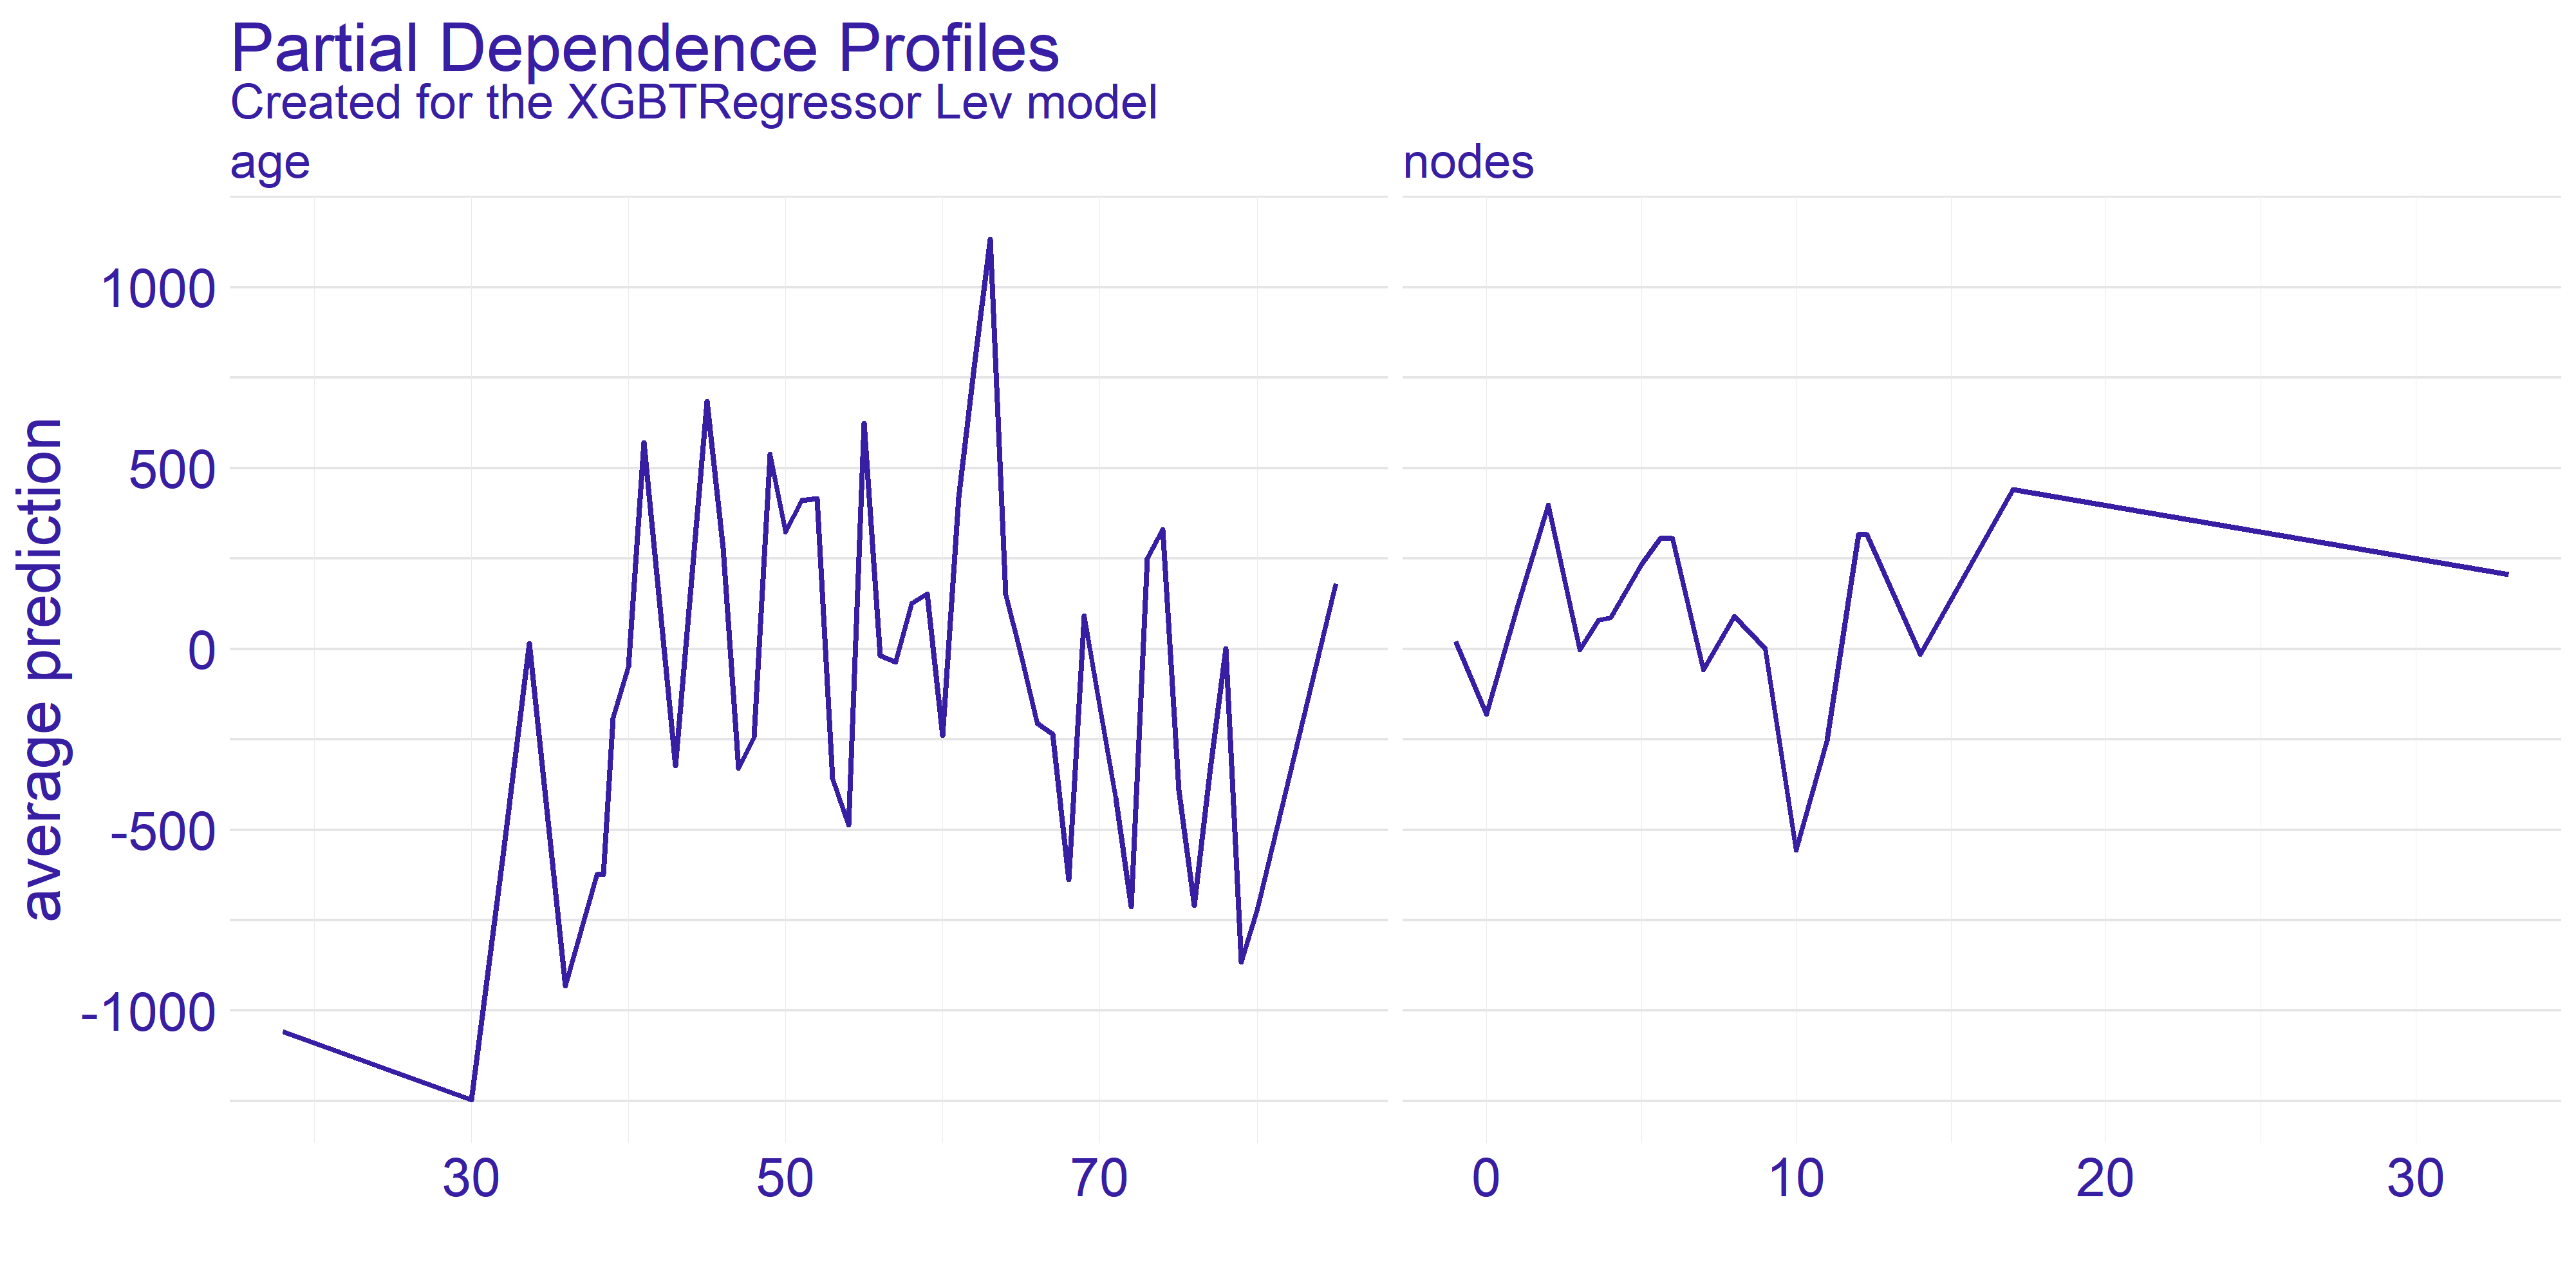 Partial Dependence Profiles
Created for the XGBTRegressor Lev model
age
nodes
average prediction
1000
500
0
-500
-1000
30 50 70
0 10 20 30